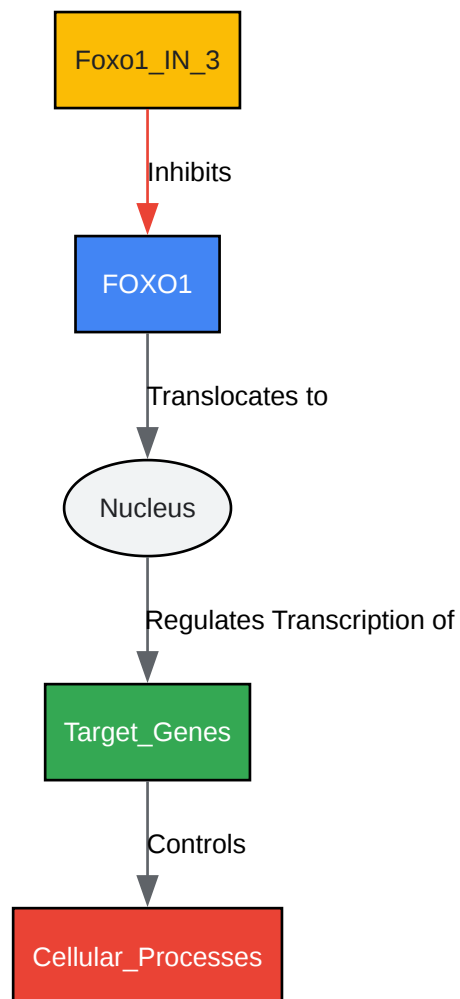 Foxo1_IN_3
Inhibits
FOXO1
Translocates to
Nucleus
Regulates Transcription of
Target_Genes
Controls
Cellular_Processes